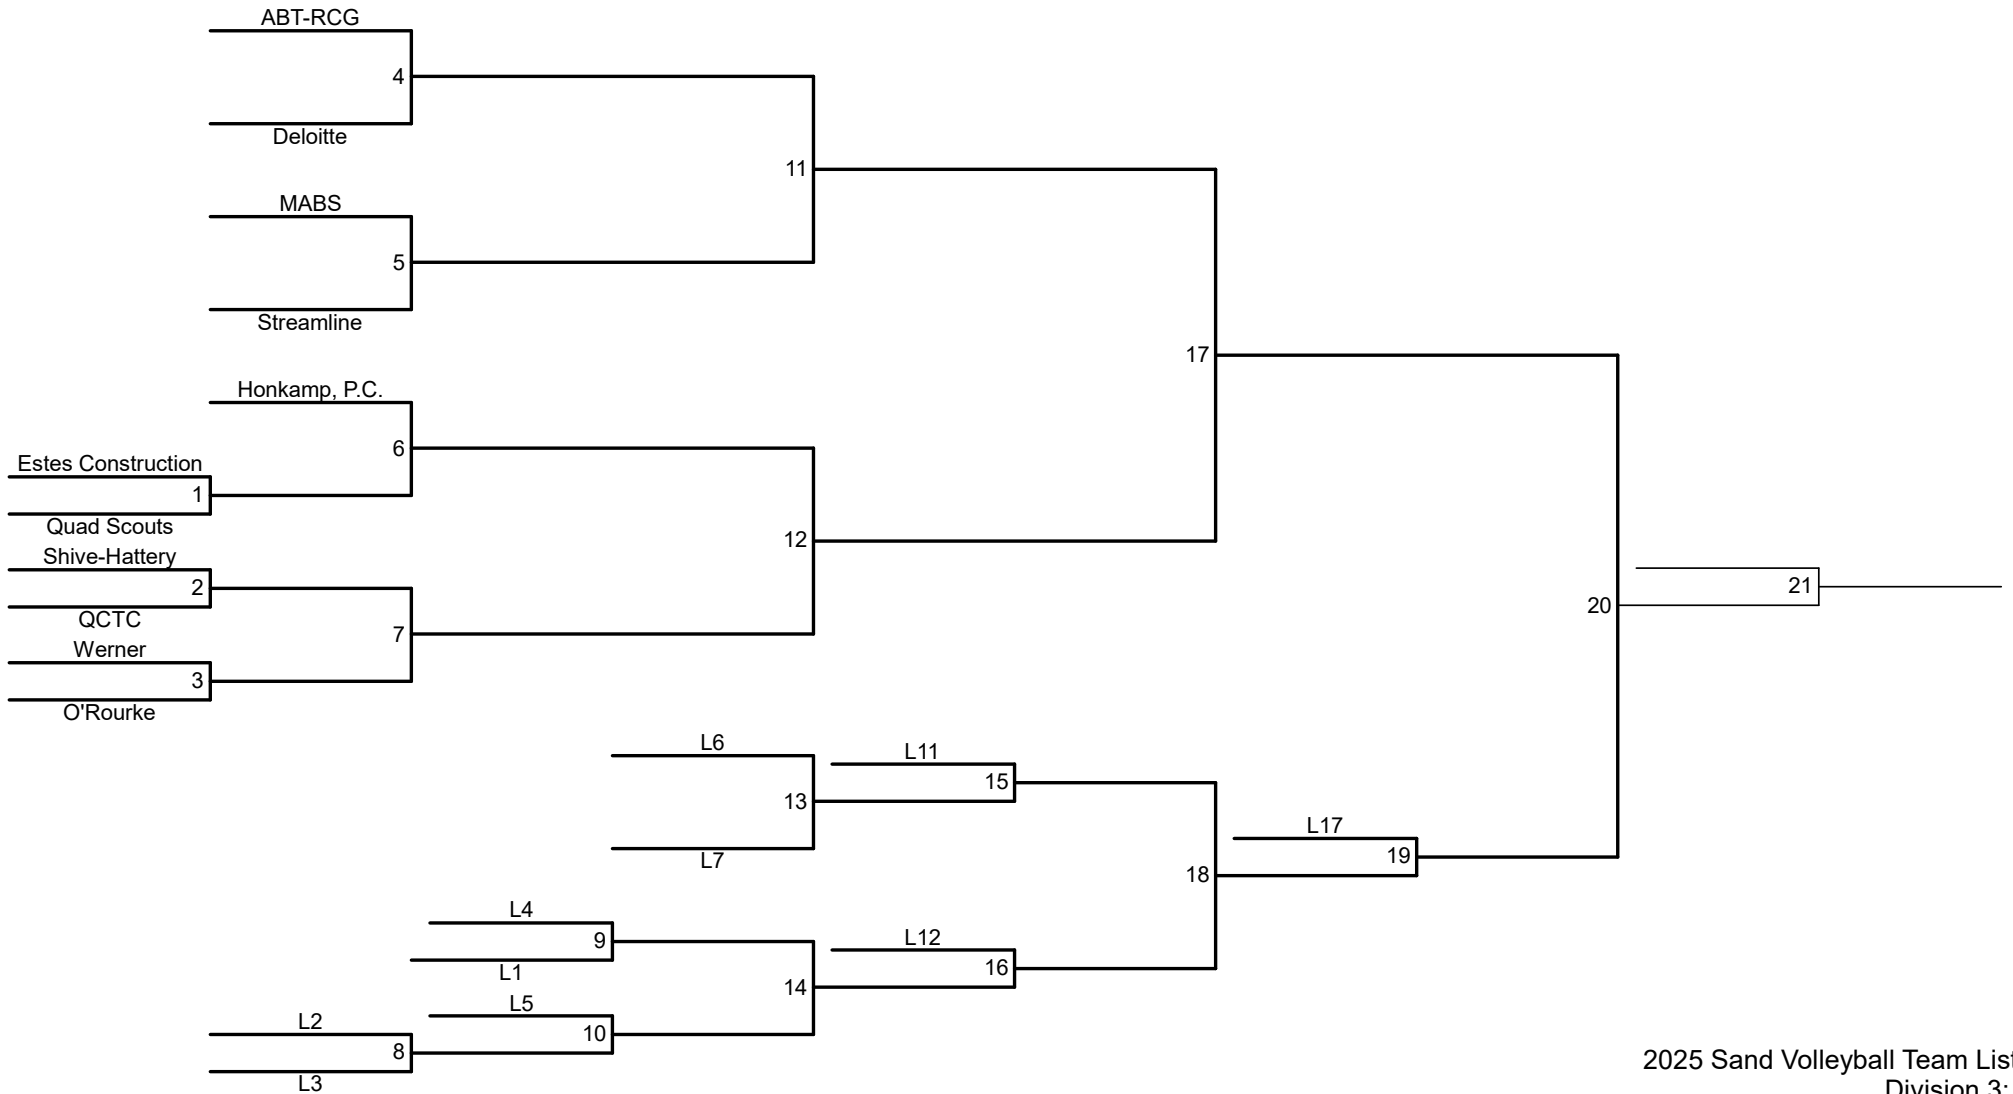 ABT-RCG
4
Deloitte
11
MABS
5
Streamline
17
Honkamp, P.C.
6
Estes Construction
1
Quad Scouts
12
Shive-Hattery
2
QCTC
7
Werner
3
O'Rourke
21
20
L6
L11
15
13
L7
L17
19
18
L4
9
L1
L12
16
14
L5
10
L2
8
L3
2025 Sand Volleyball Team List
Division 3: